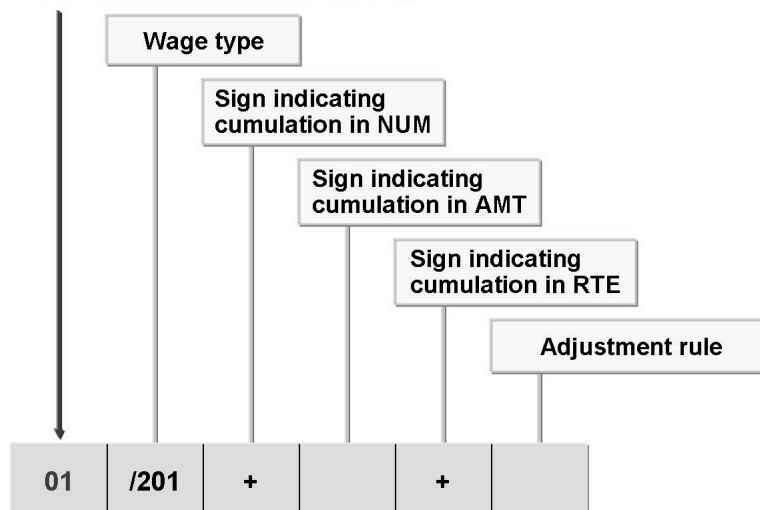 Wage type
Sign indicating
cumulation in NUM
Sign indicating
cumulation in AMT
Sign indicating
cumulation in RTE
Adjustment rule
01 /201 + +